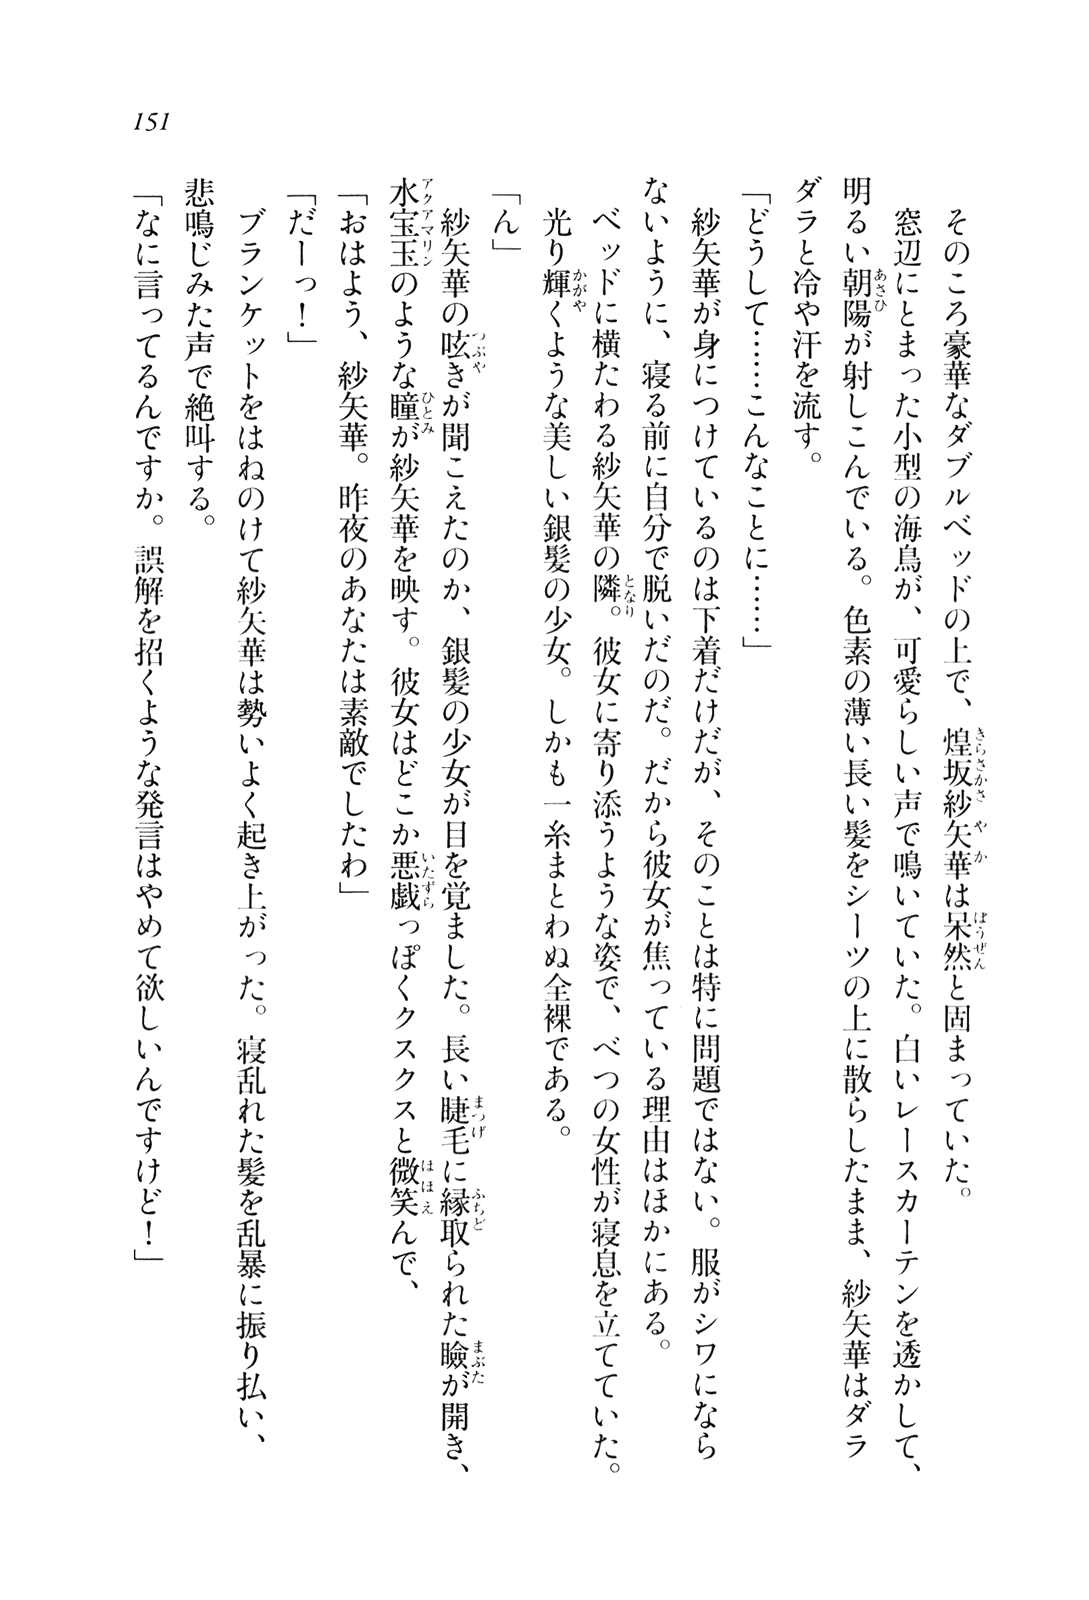 151
そのころ豪華なダブルベッドの上で、煌坂紗矢華は呆然と固まっていた。
窓辺にとまった小型の海鳥が、可愛らしい声で鳴いていた。白いレースカーテンを透かして、
明るい朝陽が射しこんでいる。色素の薄い長い髪をシーツの上に散らしたまま、紗矢華はダラ
ダラと冷や汗を流す。
「どうして……こんなことに……」
紗矢華が身につけているのは下着だけだが、そのことは特に問題ではない。服がシワになら
ないように、寝る前に自分で脱いだのだ。だから彼女が焦っている理由はほかにある。
ベッドに横たわる紗矢華の隣。彼女に寄り添うような姿で、べつの女性が寝息を立てていた。
光り輝くような美しい銀髪の少女。しかも一糸まとわぬ全裸である。
「ん」
紗矢華の呟きが聞こえたのか、銀髪の少女が目を覚ました。長い睫毛に縁取られた瞼が開き、
水宝玉のような瞳が紗矢華を映す。彼女はどこか悪戯っぽくクスクスと微笑んで、
「おはよう、紗矢華。昨夜のあなたは素敵でしたわ」
「だーっ！」
ブランケットをはねのけて紗矢華は勢いよく起き上がった。寝乱れた髪を乱暴に振り払い、
悲鳴じみた声で絶叫する。
「なに言ってるんですか。誤解を招くような発言はやめて欲しいんですけど！」